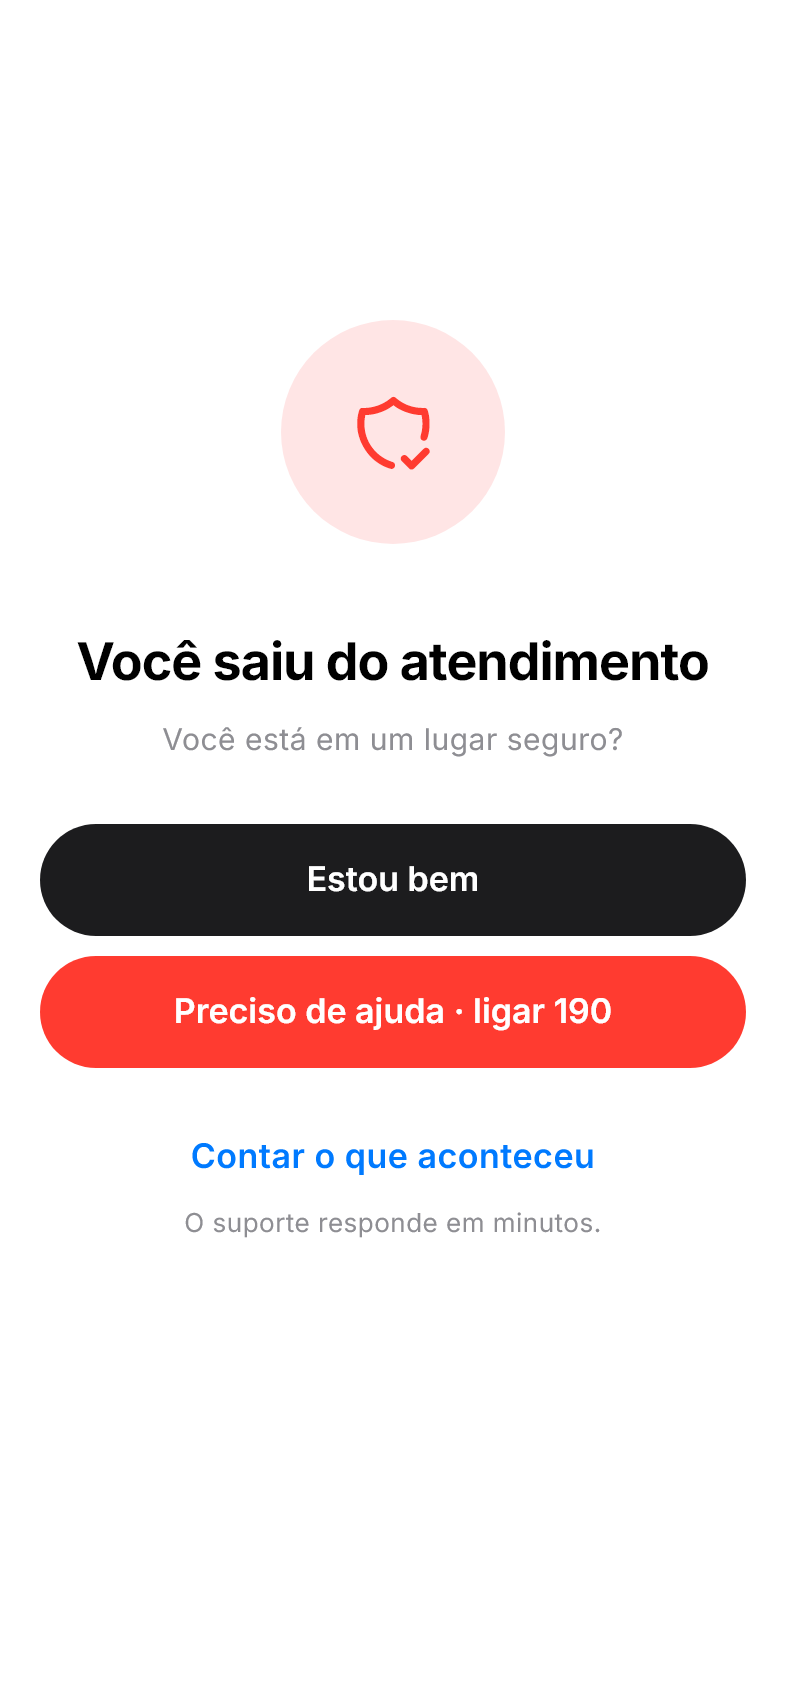 Você saiu do atendimento
Você está em um lugar seguro?
Estou bem
Preciso de ajuda · ligar 190
Contar o que aconteceu
O suporte responde em minutos.